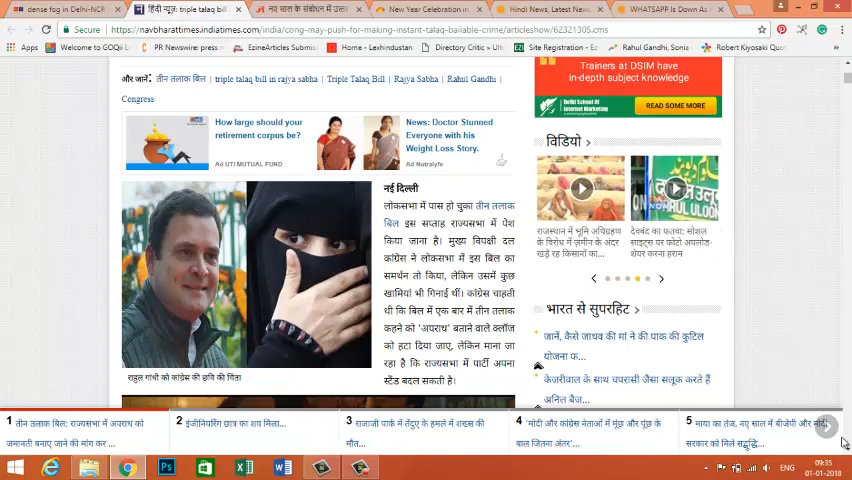 dense fog in Delhi-NCR
हिंदी न्यूज़: triple talaq bill
नए साल के संबोधन में उत्तर
New Year Celebration in
Hindi News, Latest News
WHATSAPP Is Down As
Secure
https://navbharattimes.indiatimes.com/india/cong-may-push-for-making-instant-talaq-bailable-crime/articleshow/62321305.cms
Welcome to GOQii
PR Newswire: press
EzineArticles Submiss
Home - Lexhindustan
Directory Critic » Ult
Site Registration - Ez
Rahul Gandhi, Sonia
Robert Kiyosaki Quot
और जानें: तीन तलाक बिल | triple talaq bill in rajya sabha | Triple Talaq Bill | Rajya Sabha | Rahul Gandhi |
Congress
How large should your
retirement corpus be?
Ad UTI MUTUAL FUND
News: Doctor Stunned
Everyone with his
Weight Loss Story.
Ad Nutralyfe
नई दिल्ली
लोकसभा में पास हो चुका तीन तलाक
बिल इस सप्ताह राज्यसभा में पेश
किया जाना है। मुख्य विपक्षी दल
कांग्रेस ने लोकसभा में इस बिल का
समर्थन तो किया, लेकिन उसमें कुछ
खामियां भी गिनाई थीं। कांग्रेस चाहती
थी कि बिल में एक बार में तीन तलाक
कहने को 'अपराध' बताने वाले क्लॉज
को हटा दिया जाए, लेकिन माना जा
रहा है कि राज्यसभा में पार्टी अपना
स्टैंड बदल सकती है।
राहुल गांधी को कांग्रेस की छवि की चिंता
Trainers at DSIM have
in-depth subject knowledge
Delhi School Of
Internet Marketing
READ SOME MORE
विडियो
NOW
राजस्थान में भूमि अधिग्रहण
के विरोध में ज़मीन के अंदर
खड़े रह किसानों का...
देवबंद का फतवा: सोशल
साइट्स पर फोटो अपलोड-
शेयर करना हराम
भारत से सुपरहिट
जानें, कैसे जाधव की मां ने की पाक की कुटिल
योजना फ...
केजरीवाल के साथ चपरासी जैसा सलूक करते हैं
अनिल बैज...
1 तीन तलाक बिल: राज्यसभा में अपराध को
जमानती बनाए जाने की मांग कर ...
2 इंजीनियरिंग छात्र का शव मिला...
3 राजाजी पार्क में तेंदुए के हमले में शख्स की
मौत...
4 'मोदी और कांग्रेस नेताओं में मूंछ और पूंछ के
बाल जितना अंतर'...
5 माया का तंज, नए साल में बीजेपी और मोदी
सरकार को मिले सद्बुद्धि...
ENG
09:35
01-01-2018